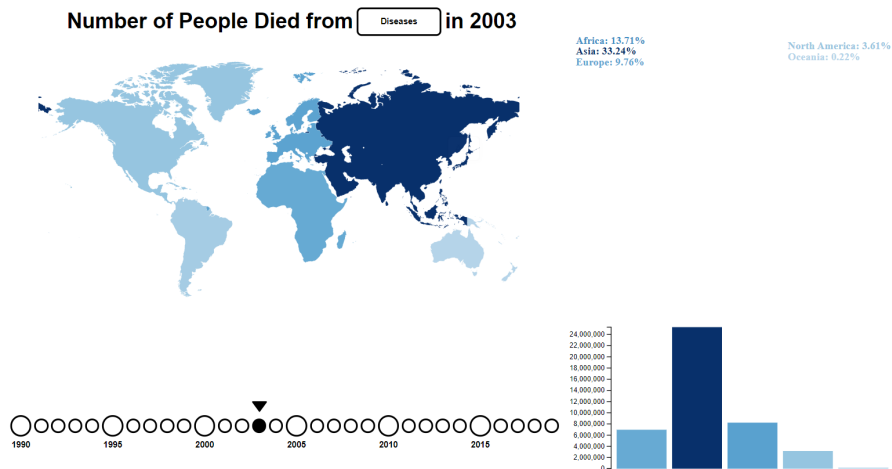 Number of People Died from Diseases in 2003
Africa: 13.71%
Asia: 33.24%
Europe: 9.76%
North America: 3.61%
Oceania: 0.22%
24,000,000
22,000,000
20,000,000
18,000,000
16,000,000
14,000,000
12,000,000
10,000,000
8,000,000
6,000,000
4,000,000
2,000,000
0
1990 1995 2000 2005 2010 2015